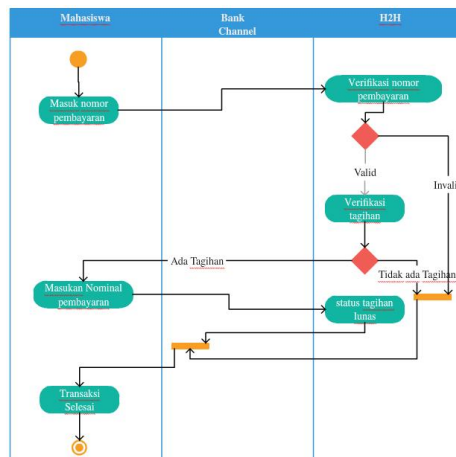 Mahasiswa
Bank
Channel
H2H
Masuk nomor
pembayaran
Verifikasi nomor
pembayaran
Valid
Invali
Verifikasi
tagihan
Ada Tagihan
Tidak ada Tagihan
Masukan Nominal
pembayaran
status tagihan
lunas
Transaksi
Selesai